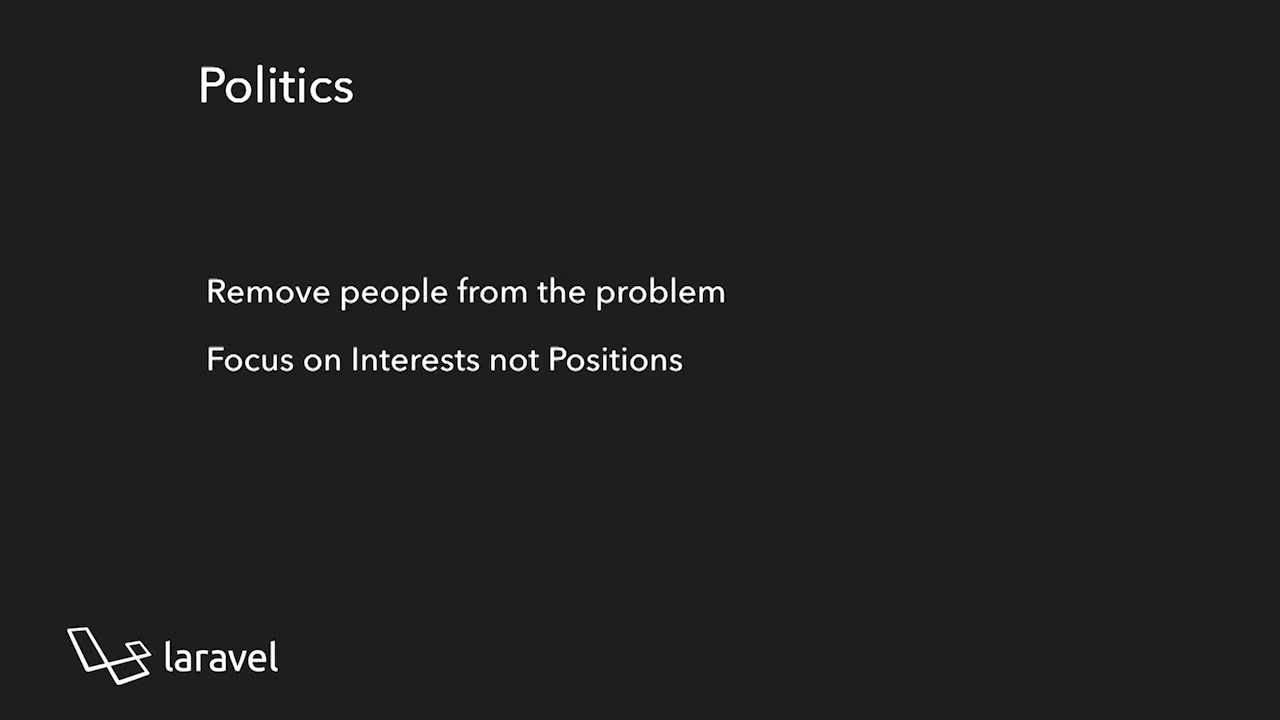 Politics
Remove people from the problem
Focus on Interests not Positions
laravel